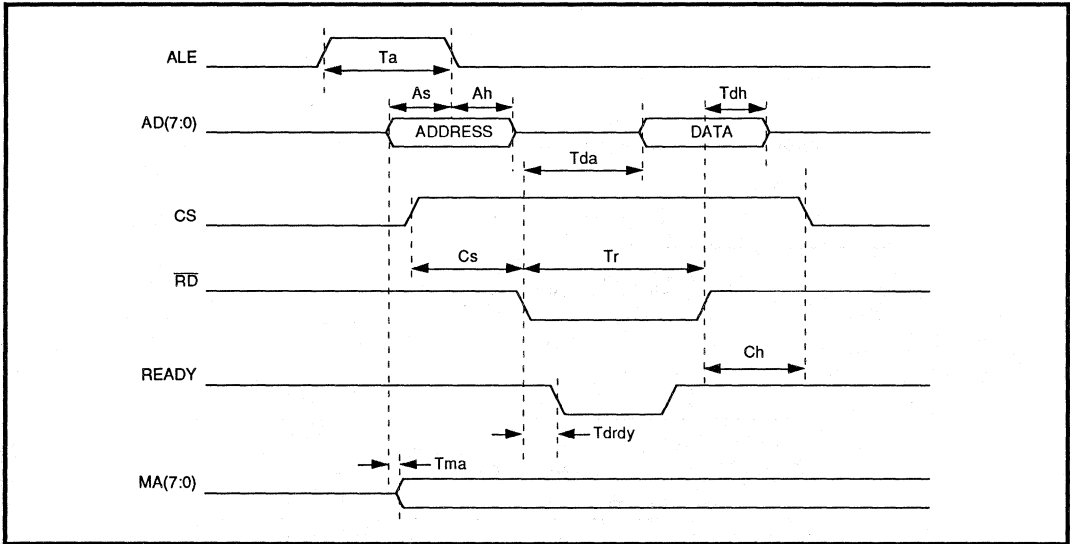 ALE
Ta
As
Ah
Tdh
AD(7:0)
ADDRESS
DATA
Tda
CS
Cs
Tr
RD
Ch
READY
Tdrdy
Tma
MA(7:0)